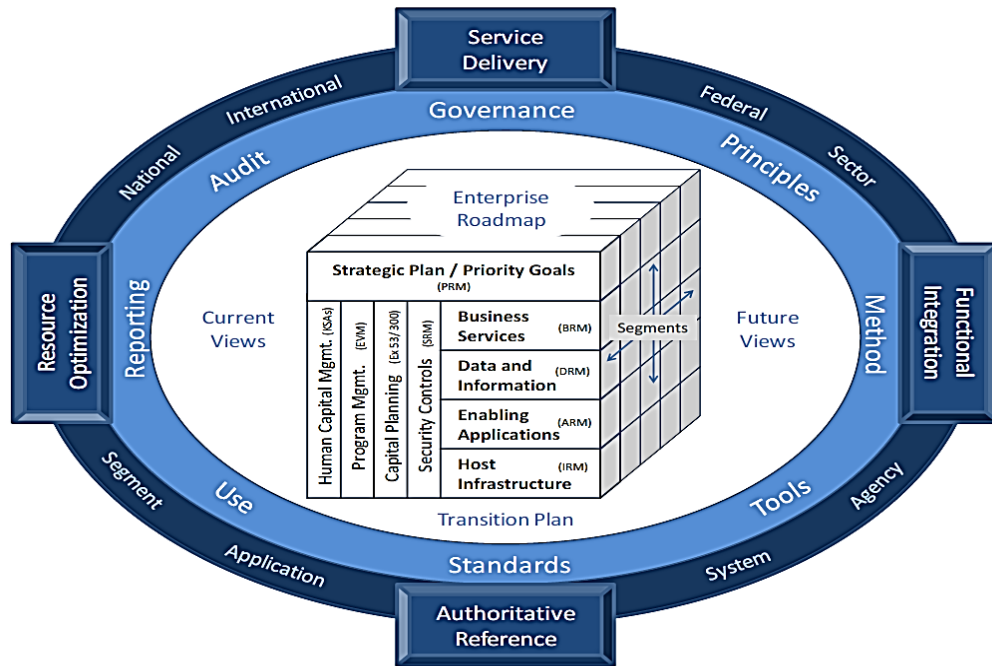 Service
Delivery
International
Federal
National
Sector
Governance
Audit
Principles
Enterprise
Roadmap
Strategic Plan / Priority Goals
(PRM)
Resource
Optimization
Reporting
Current
Views
Human Capital Mgmt. (KSAs)
Program Mgmt. (EVM)
Capital Planning (Ex 53/300)
Security Controls (SRM)
Business
Services (BRM)
Data and
Information (DRM)
Enabling
Applications (ARM)
Host
Infrastructure (IRM)
Segments
Future
Views
Method
Functional
Integration
Transition Plan
Use
Tools
Standards
Segment
Agency
Application
System
Authoritative
Reference